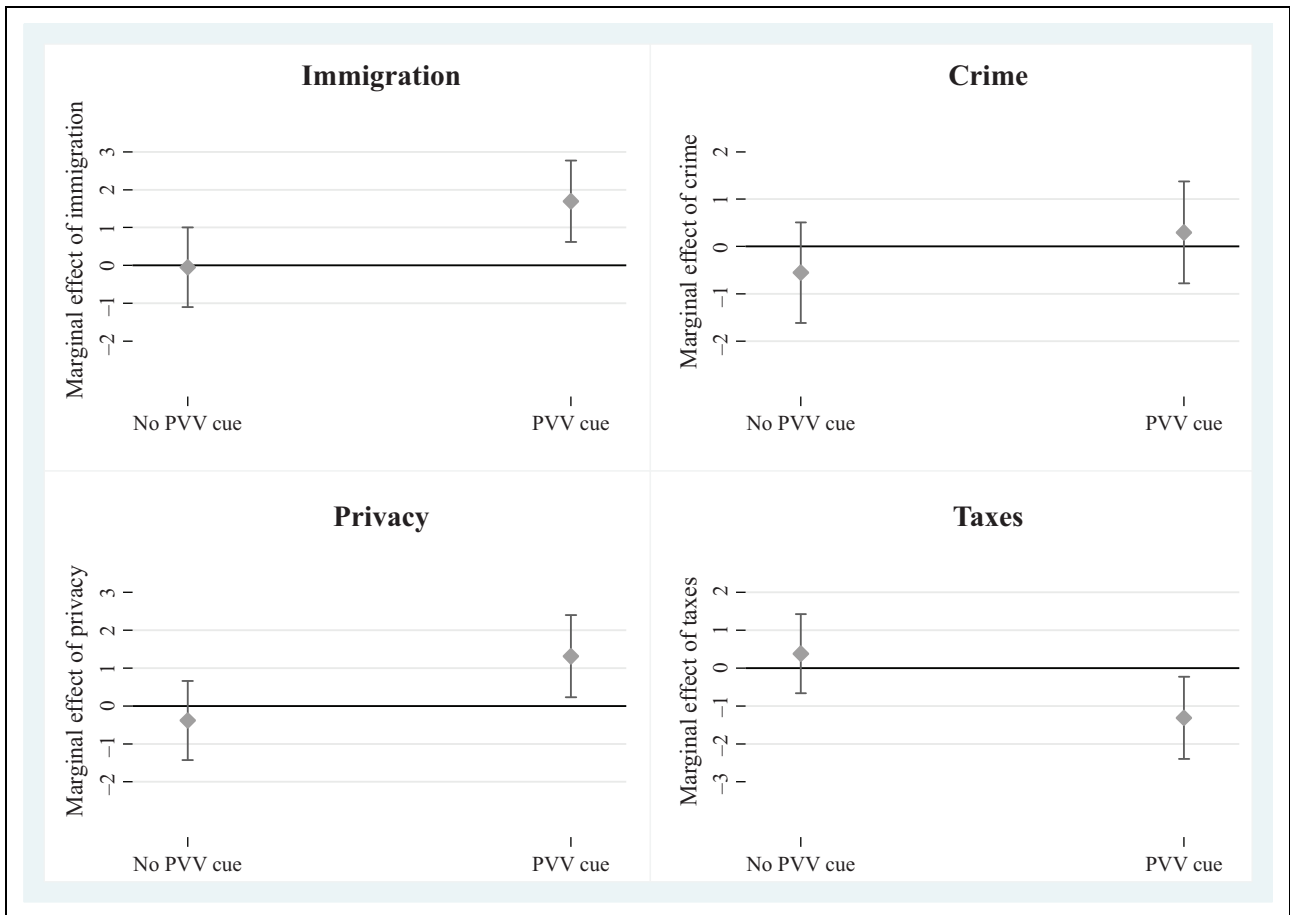 Immigration
Marginal effect of immigration
3
2
1
0
−1
−2
No PVV cue
PVV cue
Crime
Marginal effect of crime
2
1
0
−1
−2
No PVV cue
PVV cue
Privacy
Marginal effect of privacy
3
2
1
0
−1
−2
No PVV cue
PVV cue
Taxes
Marginal effect of taxes
2
1
0
−1
−2
−3
No PVV cue
PVV cue